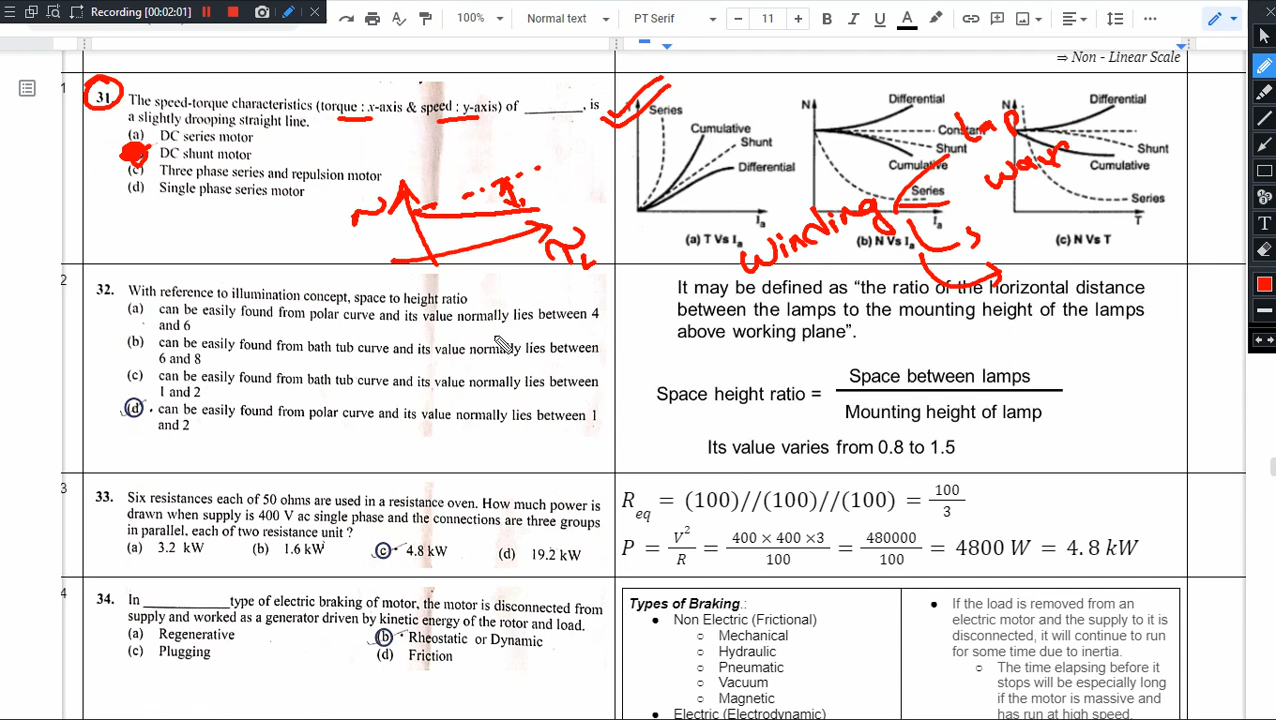 Recording [00:02:01]
100%
Normal text
PT Serif
11
B I U A
⇒ Non - Linear Scale
1
31 The speed-torque characteristics (torque : x-axis & speed : y-axis) of ________, is
a slightly drooping straight line.
(a) DC series motor
DC shunt motor
(c) Three phase series and repulsion motor
(d) Single phase series motor
N
Series
Cumulative
Shunt
Differential
Ia
(a) T Vs Ia
N
Differential
Constant
Shunt
Cumulative
Series
Ia
(b) N Vs Ia
N
Differential
Shunt
Cumulative
Series
T
(c) N Vs T
Lap
wave
winding
2
32. With reference to illumination concept, space to height ratio
(a) can be easily found from polar curve and its value normally lies between 4
and 6
(b) can be easily found from bath tub curve and its value normally lies between
6 and 8
(c) can be easily found from bath tub curve and its value normally lies between
1 and 2
(d) can be easily found from polar curve and its value normally lies between 1
and 2
It may be defined as “the ratio of the Horizontal distance
between the lamps to the mounting height of the lamps
above working plane”.
Space height ratio = Space between lamps / Mounting height of lamp
Its value varies from 0.8 to 1.5
3
33. Six resistances each of 50 ohms are used in a resistance oven. How much power is
drawn when supply is 400 V ac single phase and the connections are three groups
in parallel, each of two resistance unit ?
(a) 3.2 kW (b) 1.6 kW (c) 4.8 kW (d) 19.2 kW
Req = (100)//(100)//(100) = 100/3
P = V²/R = 400 × 400 ×3/100 = 480000/100 = 4800 W = 4.8 kW
4
34. In __________type of electric braking of motor, the motor is disconnected from
supply and worked as a generator driven by kinetic energy of the rotor and load.
(a) Regenerative (b) Rheostatic or Dynamic
(c) Plugging (d) Friction
Types of Braking.:
● Non Electric (Frictional)
○ Mechanical
○ Hydraulic
○ Pneumatic
○ Vacuum
○ Magnetic
● Electric (Electrodynamic)
● If the load is removed from an
electric motor and the supply to it is
disconnected, it will continue to run
for some time due to inertia.
○ The time elapsing before it
stops will be especially long
if the motor is massive and
has run at high speed.